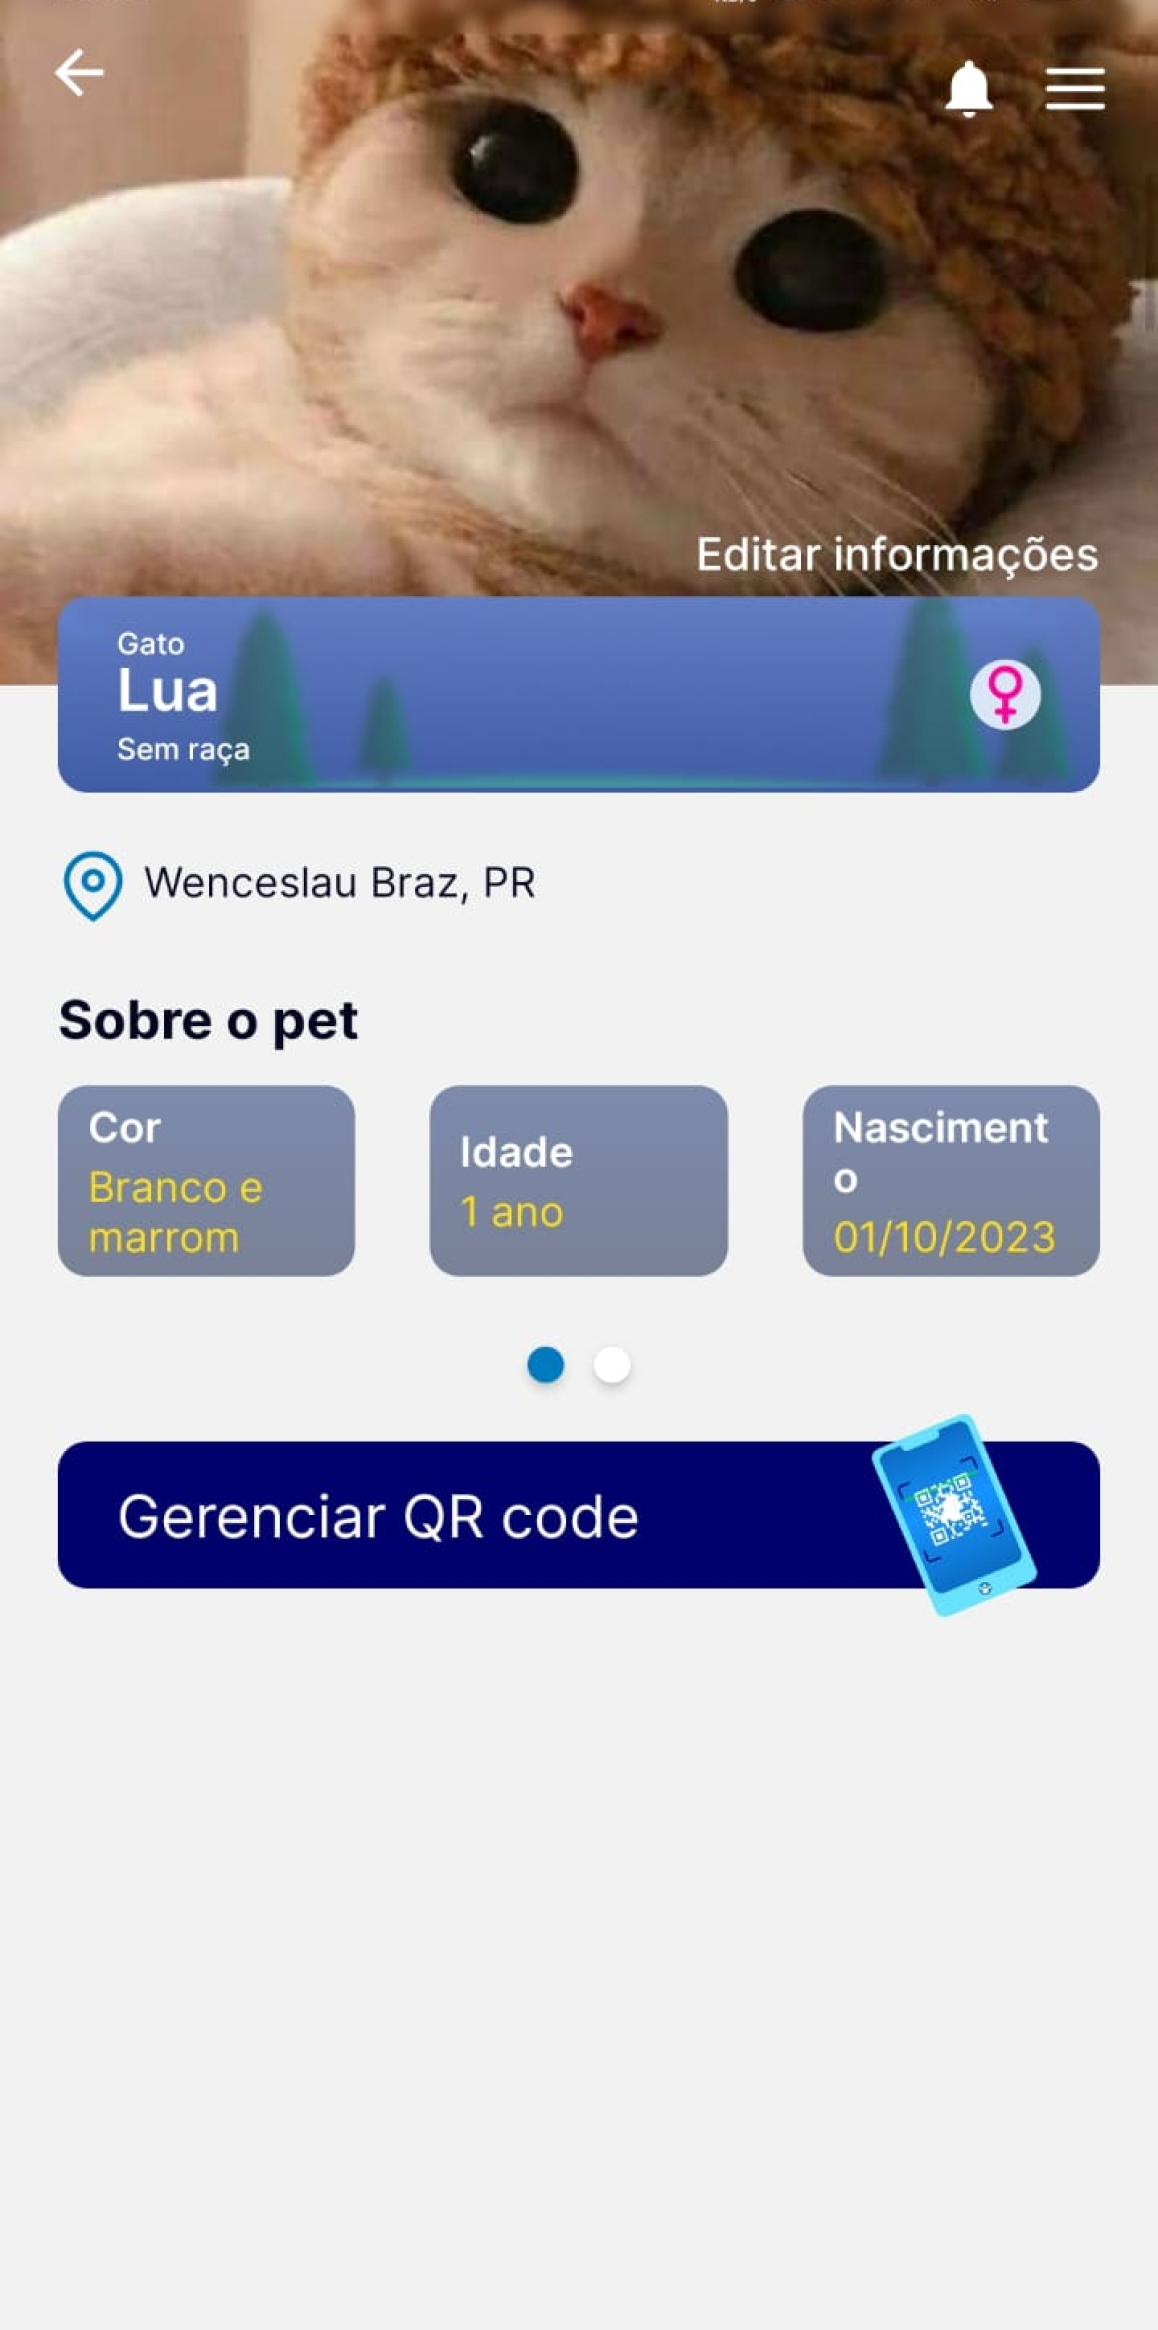 Editar informações
Gato
Lua
Sem raça
Wenceslau Braz, PR
Sobre o pet
Cor
Branco e
marrom
Idade
1 ano
Nasciment
o
01/10/2023
Gerenciar QR code